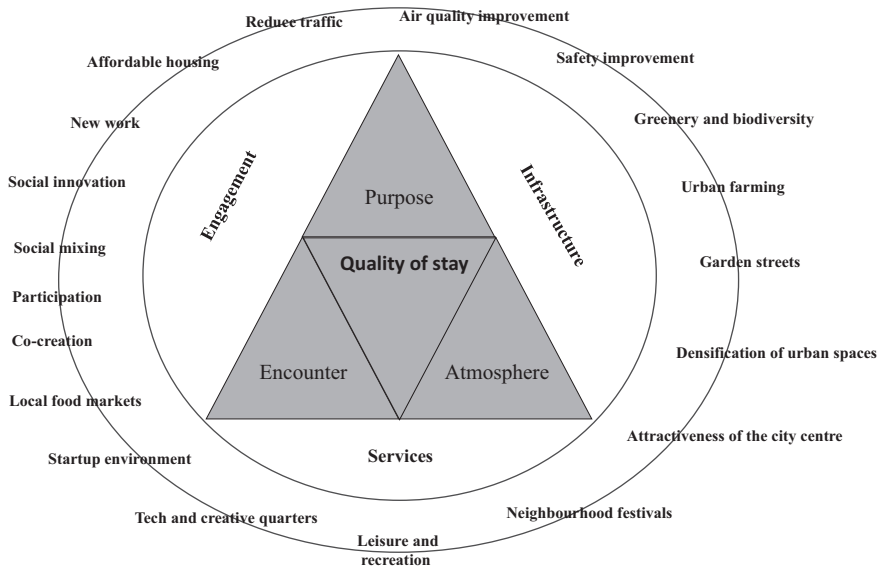 Reduce traffic
Air quality improvement
Affordable housing
Safety improvement
New work
Greenery and biodiversity
Engagement
Infrastructure
Social innovation
Urban farming
Purpose
Social mixing
Garden streets
Quality of stay
Participation
Co-creation
Densification of urban spaces
Encounter
Atmosphere
Local food markets
Attractiveness of the city centre
Services
Startup environment
Neighbourhood festivals
Tech and creative quarters
Leisure and
recreation